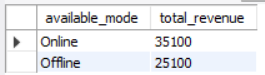 available_mode total_revenue
Online 35100
Offline 25100